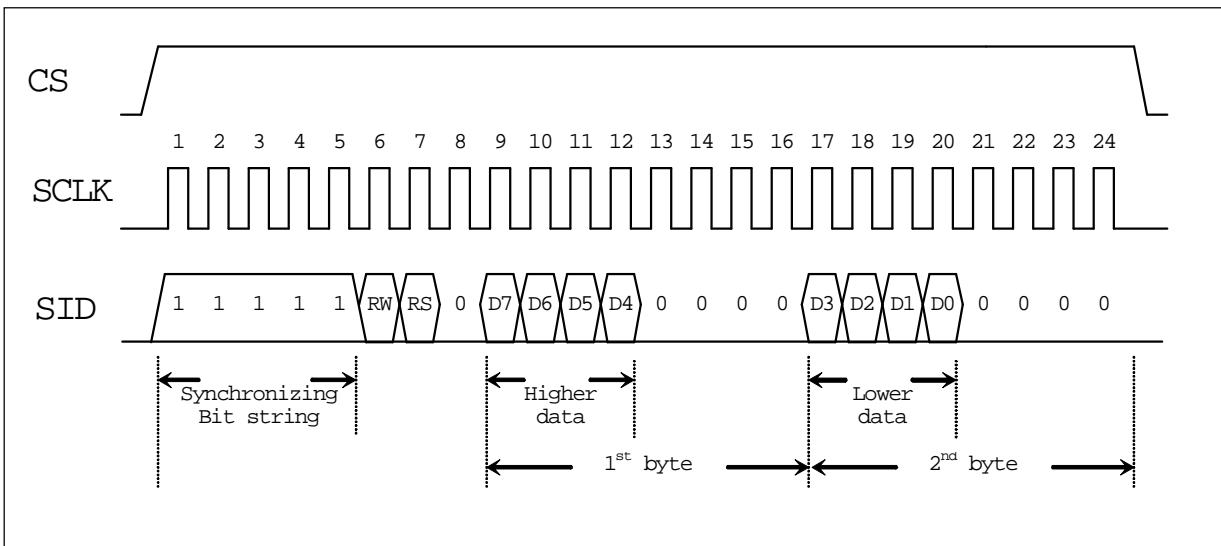 CS
1 2 3 4 5 6 7 8 9 10 11 12 13 14 15 16 17 18 19 20 21 22 23 24
SCLK
SID
1 1 1 1 1 RW RS 0 D7 D6 D5 D4 0 0 0 0 D3 D2 D1 D0 0 0 0 0
Synchronizing
Bit string
Higher
data
Lower
data
1st byte
2nd byte